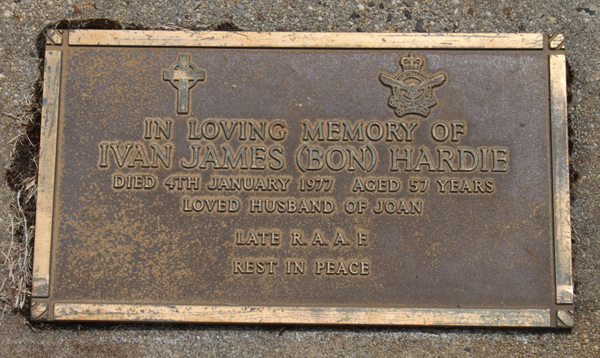 IN LOVING MEMORY OF
IVAN JAMES (BON) HARDIE
DIED 4TH JANUARY 1977 AGED 57 YEARS
LOVED HUSBAND OF JOAN
LATE R.A.A.F.
REST IN PEACE